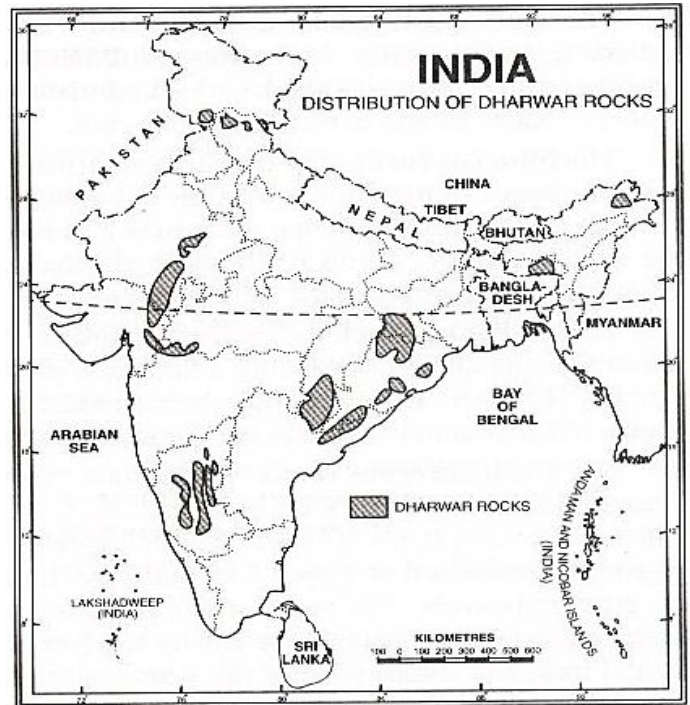 INDIA
DISTRIBUTION OF DHARWAR ROCKS
PAKISTAN
CHINA
TIBET
NEPAL
BHUTAN
BANGLA-
DESH
MYANMAR
ARABIAN
SEA
BAY
OF
BENGAL
DHARWAR ROCKS
ANDAMAN AND NICOBAR ISLANDS
(INDIA)
LAKSHADWEEP
(INDIA)
SRI
LANKA
KILOMETRES
100 0 100 200 300 400 500 600